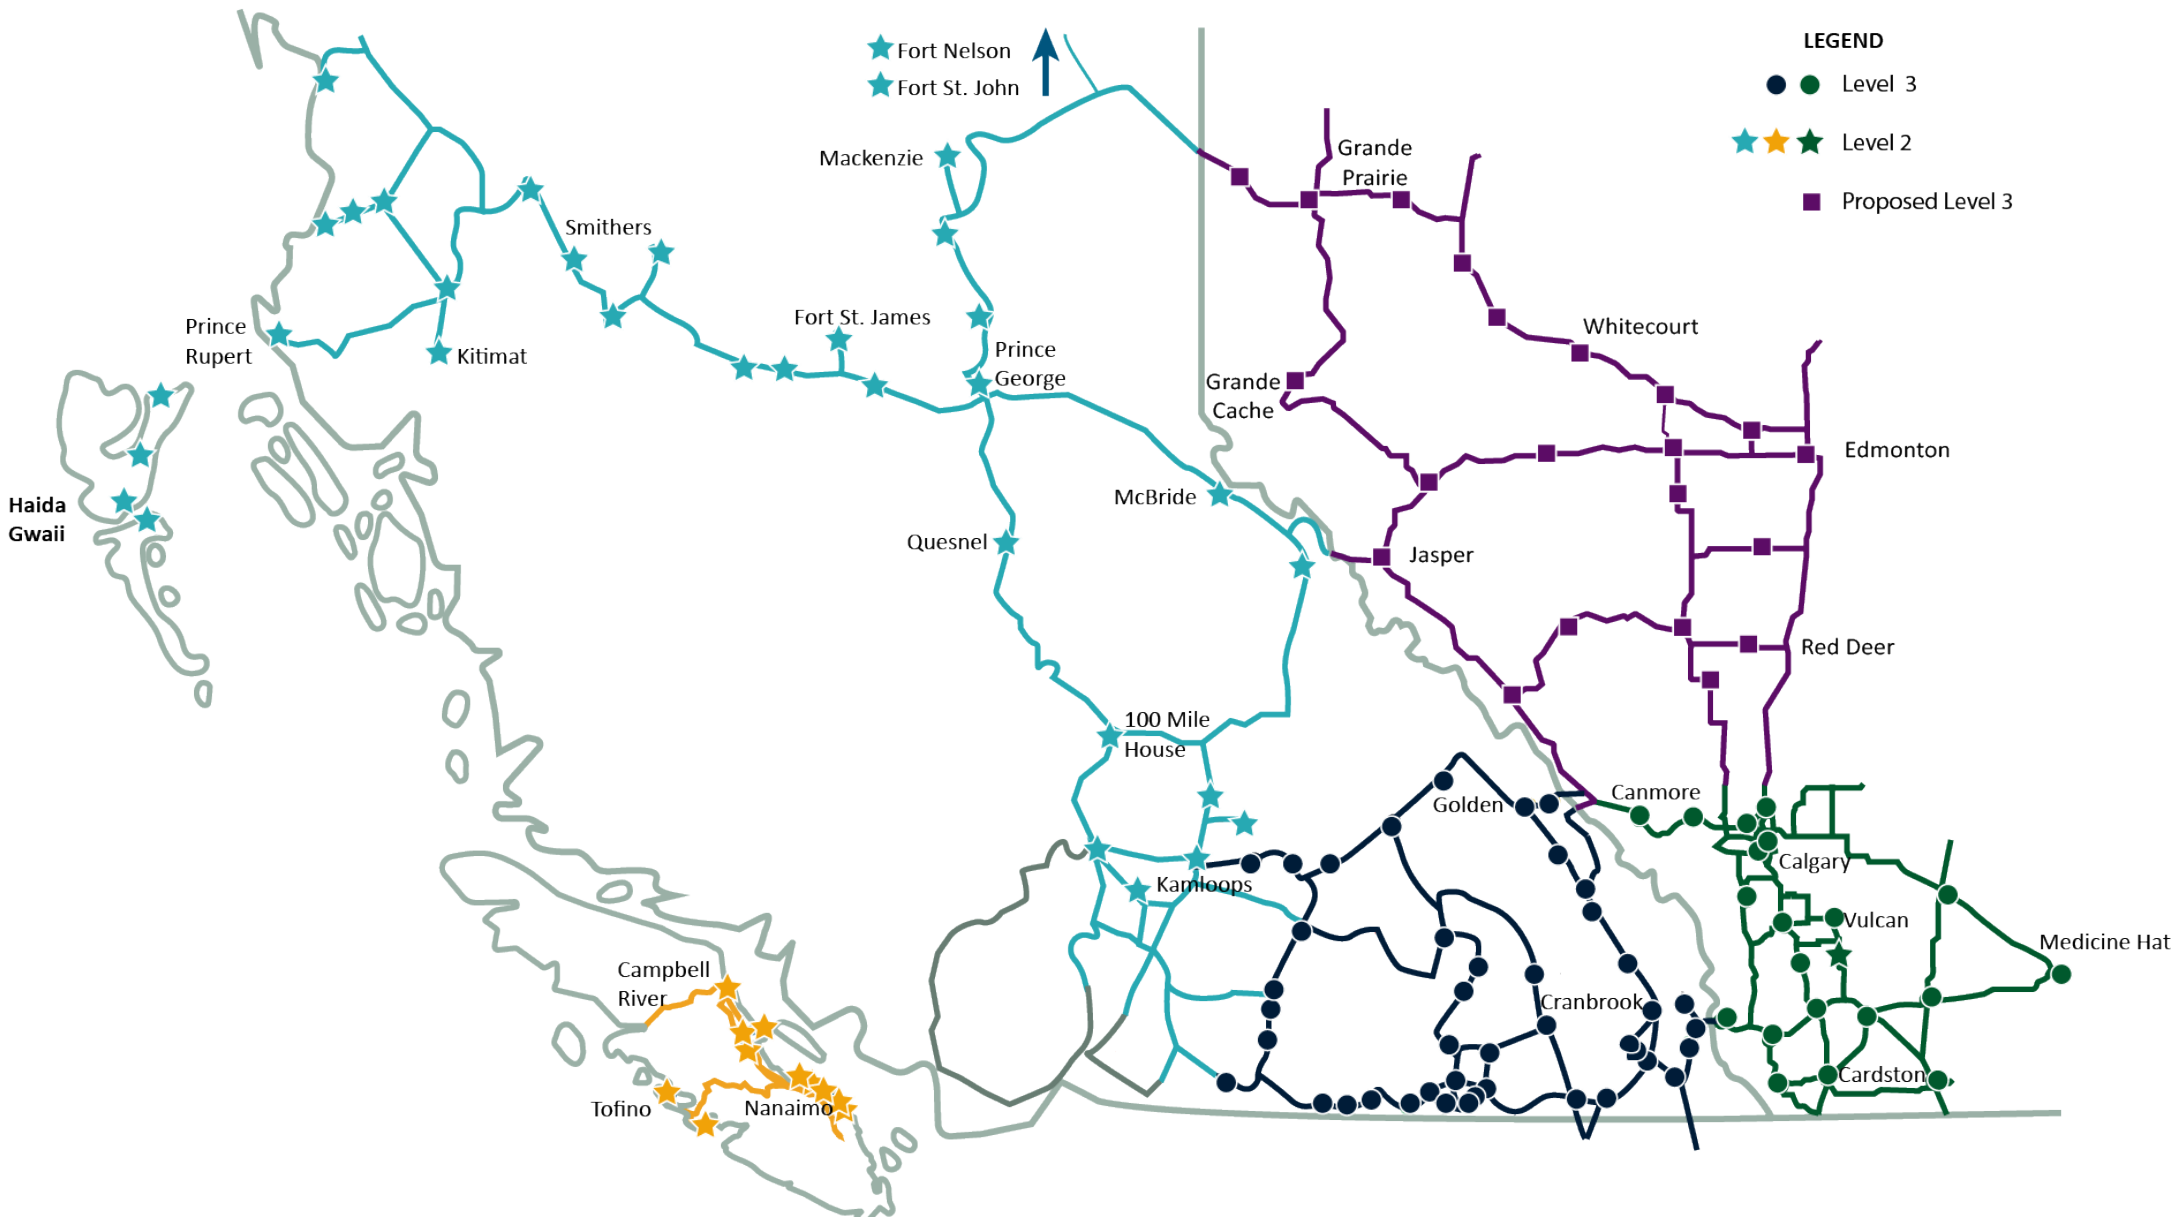 LEGEND
Level 3
Level 2
Proposed Level 3
Fort Nelson
Fort St. John
Mackenzie
Grande
Prairie
Smithers
Fort St. James
Prince
Rupert
Kitimat
Prince
George
Whitecourt
Grande
Cache
Edmonton
McBride
Haida
Gwaii
Quesnel
Jasper
Red Deer
100 Mile
House
Golden
Canmore
Calgary
Kamloops
Vulcan
Medicine Hat
Campbell
River
Cranbrook
Cardston
Tofino
Nanaimo